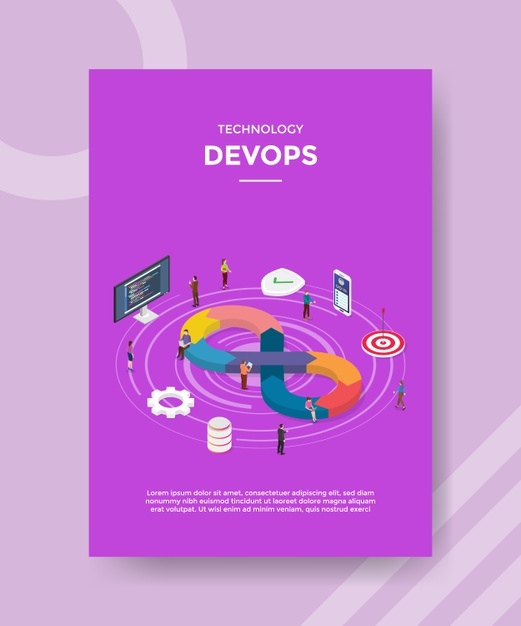 TECHNOLOGY
DEVOPS
Lorem ipsum dolor sit amet, consectetuer adipiscing elit, sed diam
nonummy nibh euismod tincidunt ut laoreet dolore magna aliquam
erat volutpat. Ut wisi enim ad minim veniam, quis nostrud exerci